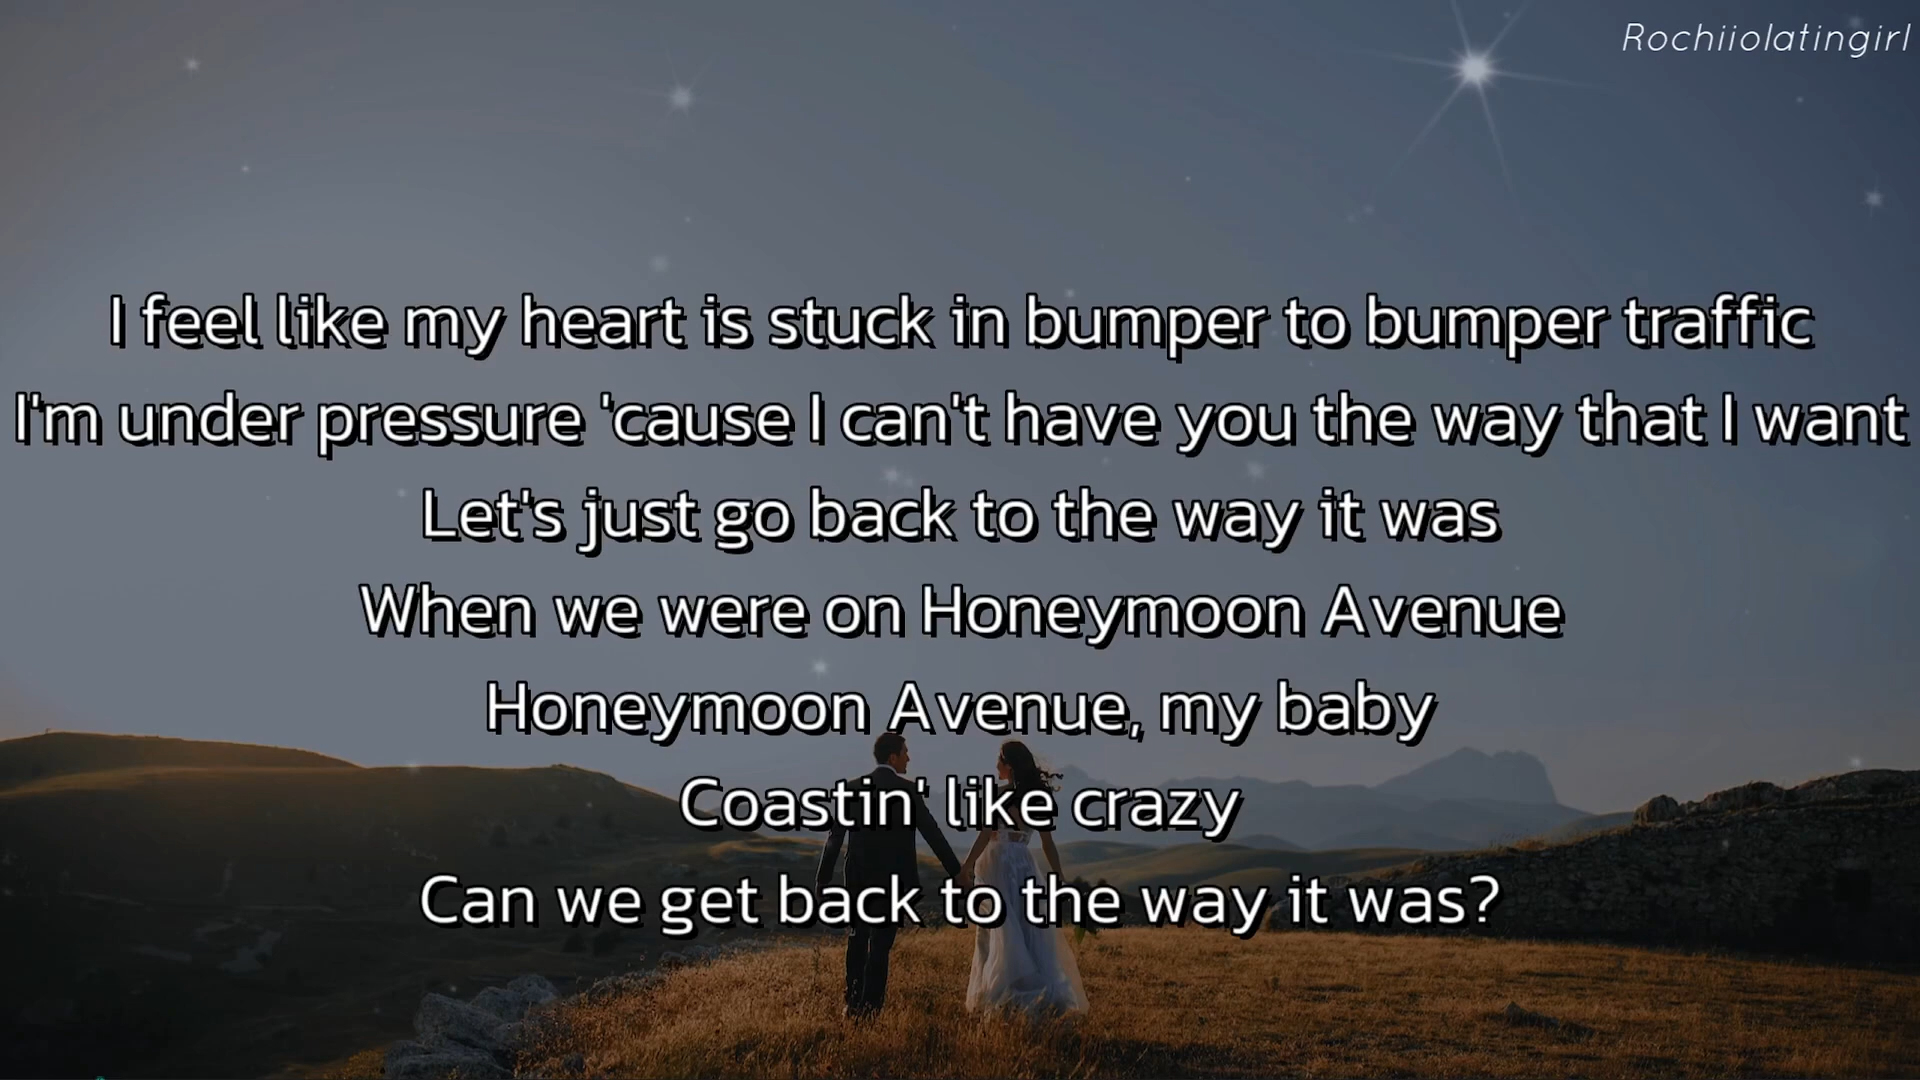 Rochiiolatingirl
I feel like my heart is stuck in bumper to bumper traffic
I'm under pressure 'cause I can't have you the way that I want
Let's just go back to the way it was
When we were on Honeymoon Avenue
Honeymoon Avenue, my baby
Coastin' like crazy
Can we get back to the way it was?